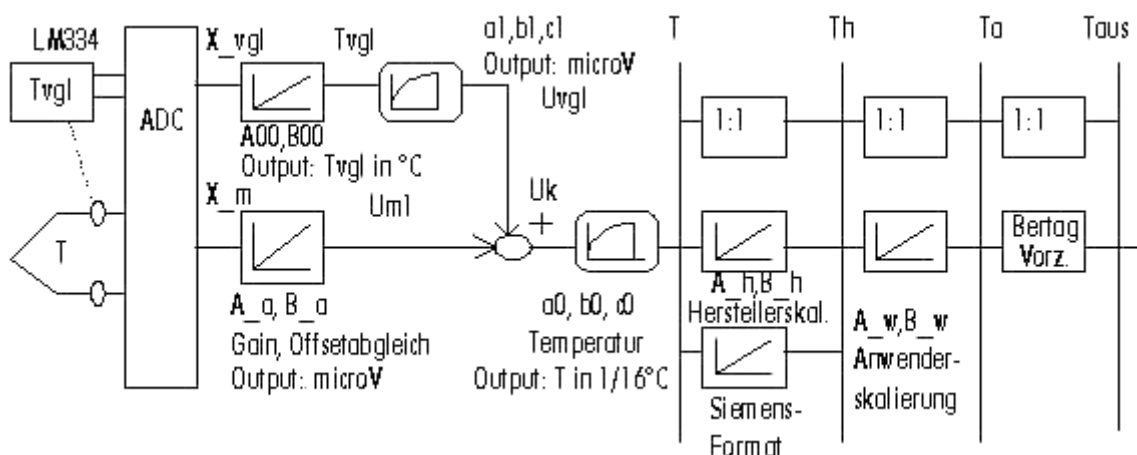 LM334
Tvgl
ADC
T
X_vgl
A00,B00
Output: Tvgl in °C
Tvgl
a1,b1,c1
Output: microV
Uvgl
X_m
A_a, B_a
Gain, Offsetabgleich
Output: microV
Um1
Uk
+
a0, b0, c0
Temperatur
Output: T in 1/16°C
T
Th
Ta
Taus
1:1
1:1
1:1
A_h,B_h
Herstellerskal.
Siemens-
Format
A_w,B_w
Anwender-
skalierung
Bertag
Vorz.